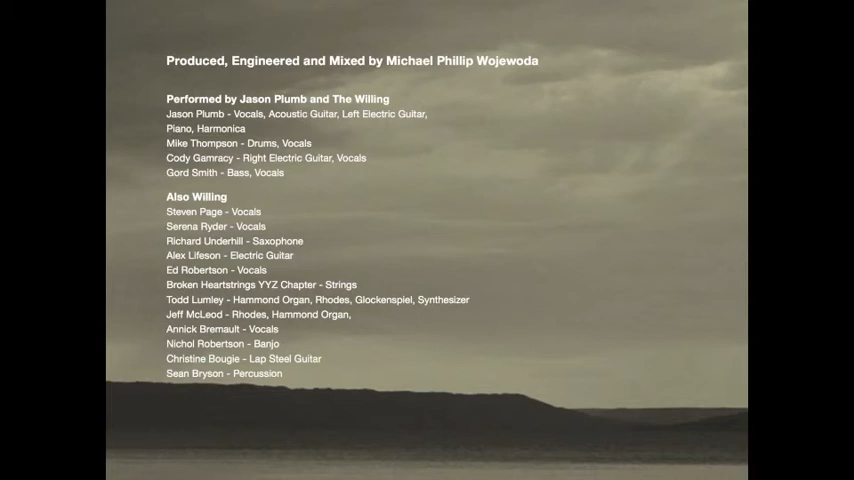 Produced, Engineered and Mixed by Michael Phillip Wojewoda
Performed by Jason Plumb and The Willing
Jason Plumb - Vocals, Acoustic Guitar, Left Electric Guitar,
Piano, Harmonica
Mike Thompson - Drums, Vocals
Cody Gamracy - Right Electric Guitar, Vocals
Gord Smith - Bass, Vocals
Also Willing
Steven Page - Vocals
Serena Ryder - Vocals
Richard Underhill - Saxophone
Alex Lifeson - Electric Guitar
Ed Robertson - Vocals
Broken Heartstrings YYZ Chapter - Strings
Todd Lumley - Hammond Organ, Rhodes, Glockenspiel, Synthesizer
Jeff McLeod - Rhodes, Hammond Organ,
Annick Bremault - Vocals
Nichol Robertson - Banjo
Christine Bougie - Lap Steel Guitar
Sean Bryson - Percussion